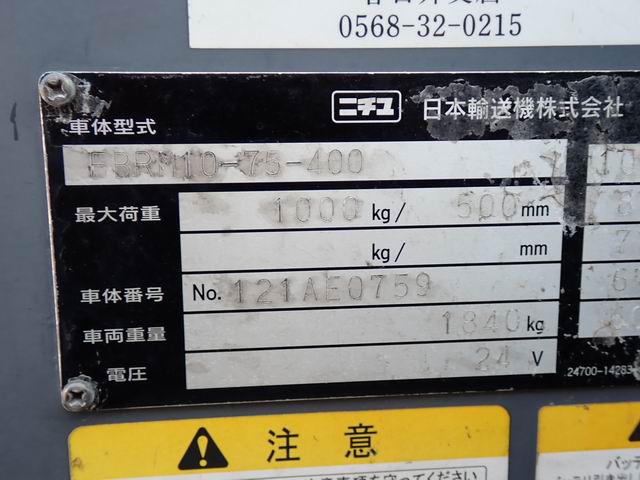 0568-32-0215
ニチユ 日本輸送機株式会社
車体型式
FBRM10-75-400
最大荷重 1000 kg/ 500 mm
kg/ mm
車体番号 No. 121AE0759
車両重量 1840 kg
電圧 24 V
24700-14283
注意